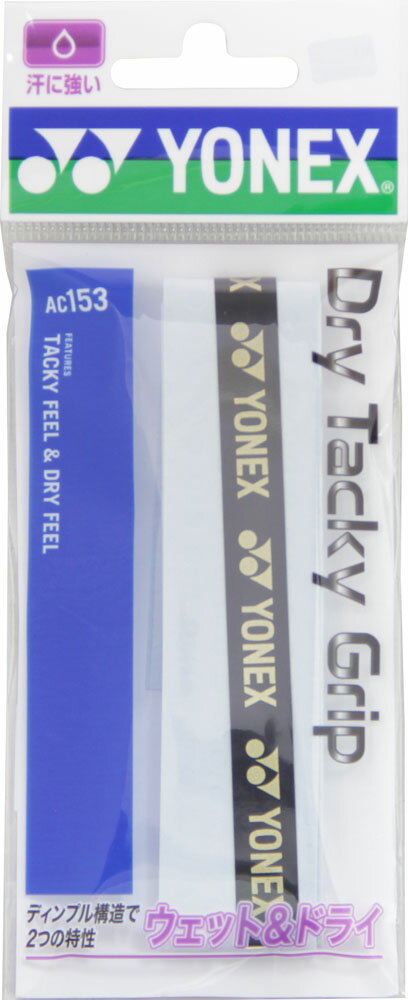 汗に強い
YONEX®
AC153
FEATURES
TACKY FEEL & DRY FEEL
Dry Tacky Grip
YONEX
YONEX
YONEX
ディンプル構造で
2つの特性
ウェット&ドライ